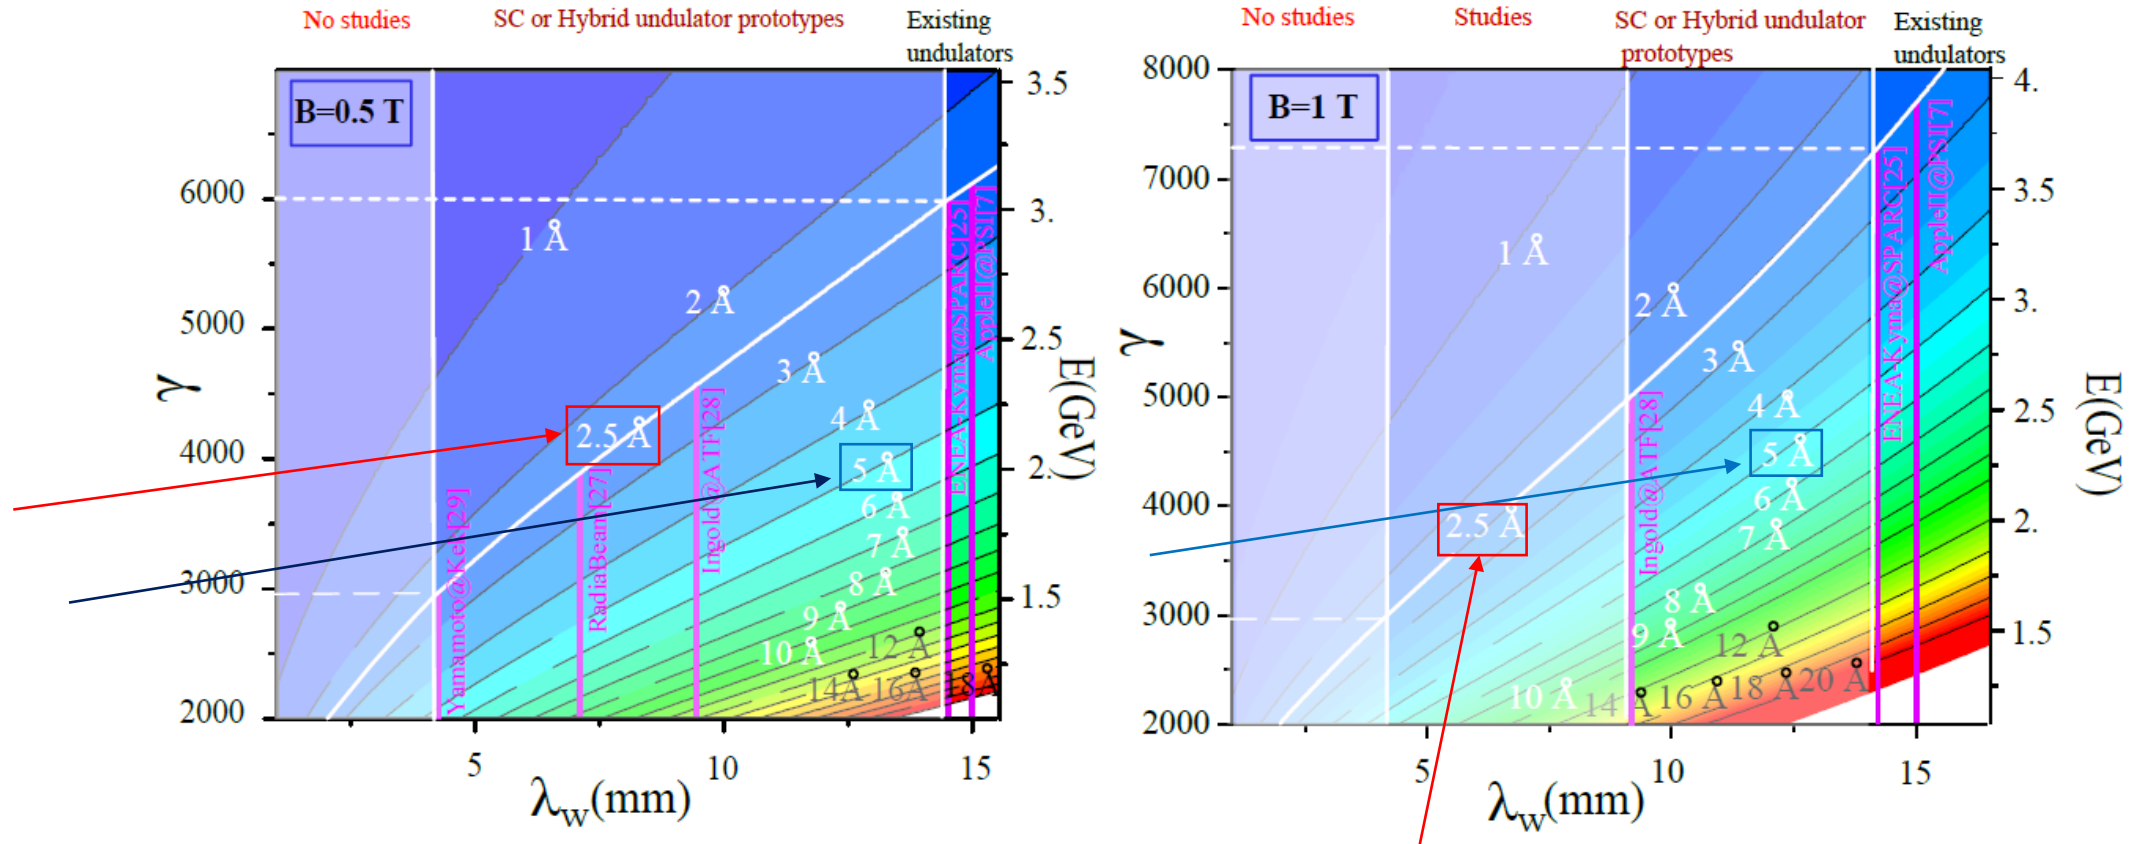 No studies
SC or Hybrid undulator prototypes
Existing
undulators
B=0.5 T
6000
5000
4000
3000
2000
γ
1 Å
2 Å
3 Å
2.5 Å
4 Å
5 Å
6 Å
7 Å
8 Å
9 Å
10 Å
12 Å
14Å
16Å
18Å
Yamamoto@Kek[29]
RadiaBeam[27]
Ingold@ATF[28]
ENEA-Kyma@SPARC[25]
AppleII@PSI[7]
3.5
3.
2.5
2.
1.5
E(GeV)
5
10
15
λw(mm)
No studies
Studies
SC or Hybrid undulator
prototypes
Existing
undulators
B=1 T
8000
7000
6000
5000
4000
3000
2000
γ
1 Å
2 Å
3 Å
4 Å
5 Å
2.5 Å
6 Å
7 Å
8 Å
9 Å
10 Å
12 Å
14 Å
16 Å
18 Å
20 Å
Ingold@ATF[28]
ENEA-Kyma@SPARC[25]
AppleII@PSI[7]
4.
3.5
3.
2.5
2.
1.5
E(GeV)
5
10
15
λw(mm)